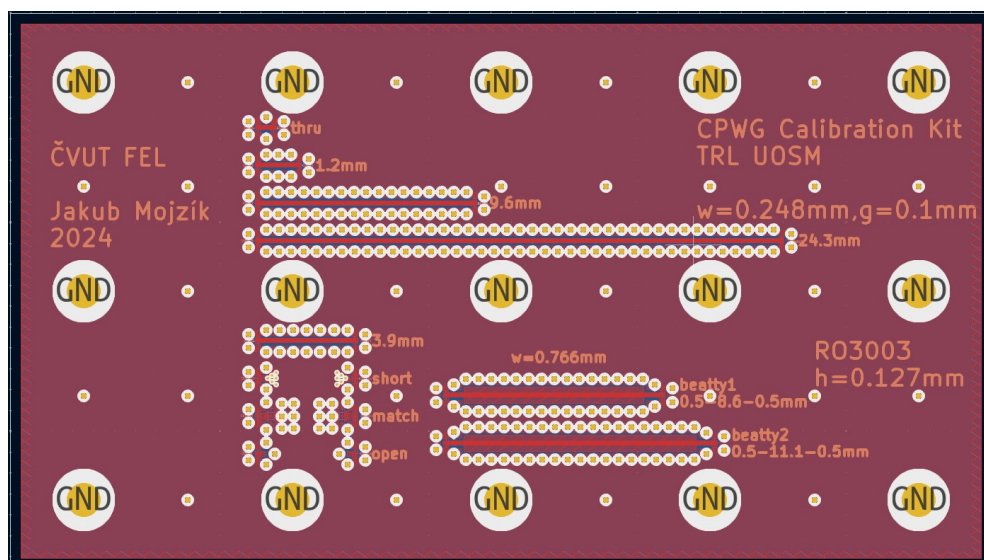 GND GND GND GND GND
thru
CPWG Calibration Kit
TRL UOSM
ČVUT FEL
1.2mm
Jakub Mojzík
2024
9.6mm
w=0.248mm,g=0.1mm
24.3mm
GND GND GND GND GND
3.9mm
w=0.766mm
RO3003
h=0.127mm
short
beatty1
0.5-8.6-0.5mm
match
beatty2
0.5-11.1-0.5mm
open
GND GND GND GND GND